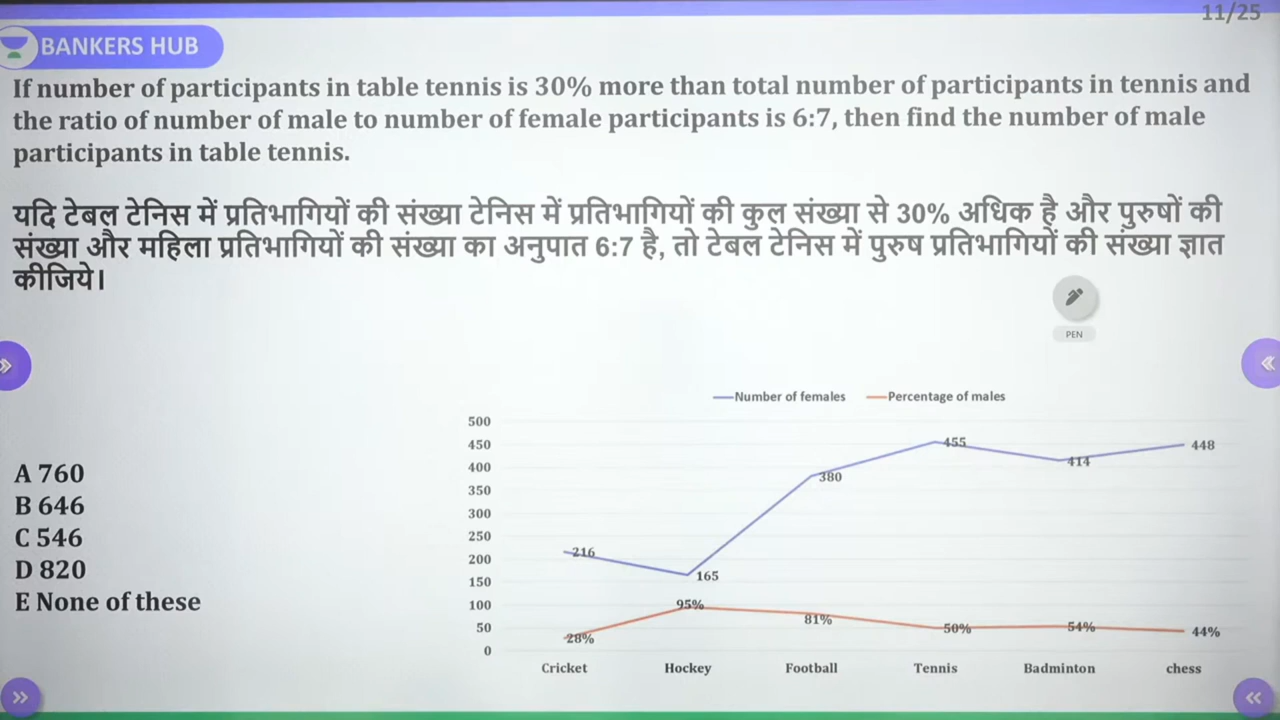 11/25
BANKERS HUB
If number of participants in table tennis is 30% more than total number of participants in tennis and
the ratio of number of male to number of female participants is 6:7, then find the number of male
participants in table tennis.
यदि टेबल टेनिस में प्रतिभागियों की संख्या टेनिस में प्रतिभागियों की कुल संख्या से 30% अधिक है और पुरुषों की
संख्या और महिला प्रतिभागियों की संख्या का अनुपात 6:7 है, तो टेबल टेनिस में पुरुष प्रतिभागियों की संख्या ज्ञात
कीजिये।
PEN
A 760
B 646
C 546
D 820
E None of these
Number of females Percentage of males
500
450
400
350
300
250
200
150
100
50
0
216
165
380
455
414
448
28%
95%
81%
50%
54%
44%
Cricket Hockey Football Tennis Badminton chess